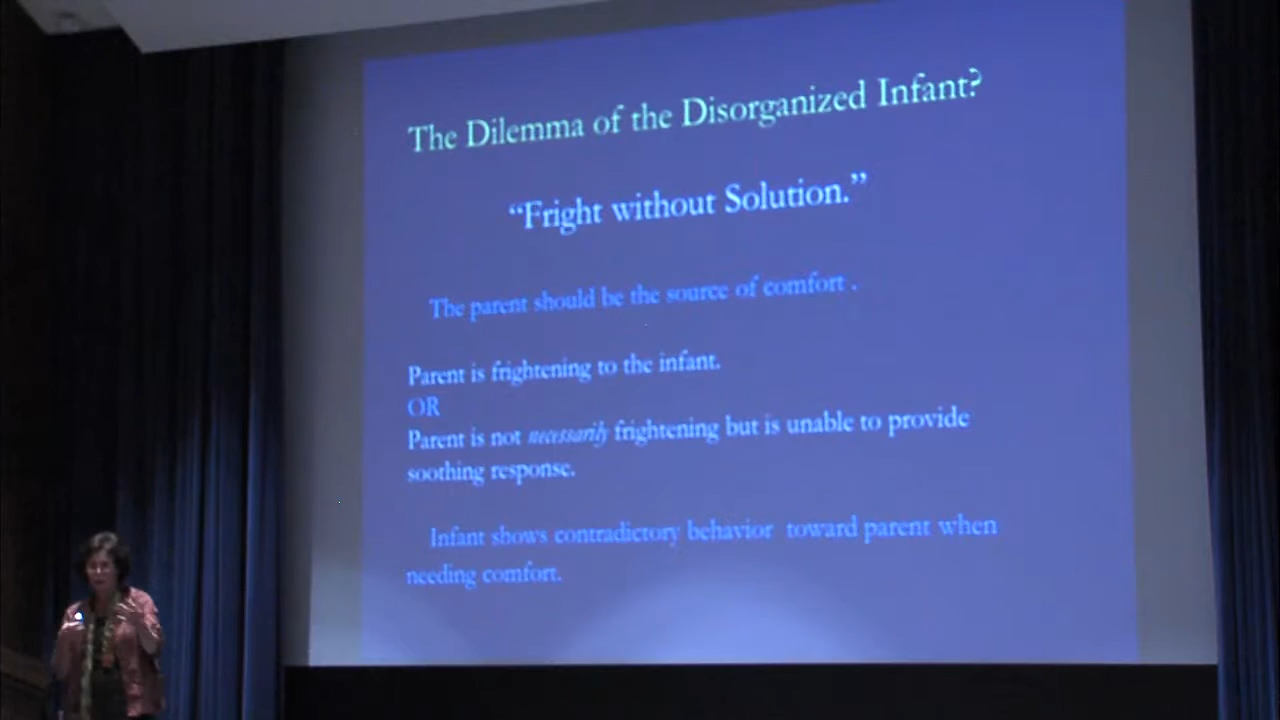 The Dilemma of the Disorganized Infant?
“Fright without Solution.”
The parent should be the source of comfort .
Parent is frightening to the infant.
OR
Parent is not necessarily frightening but is unable to provide
soothing response.
Infant shows contradictory behavior toward parent when
needing comfort.